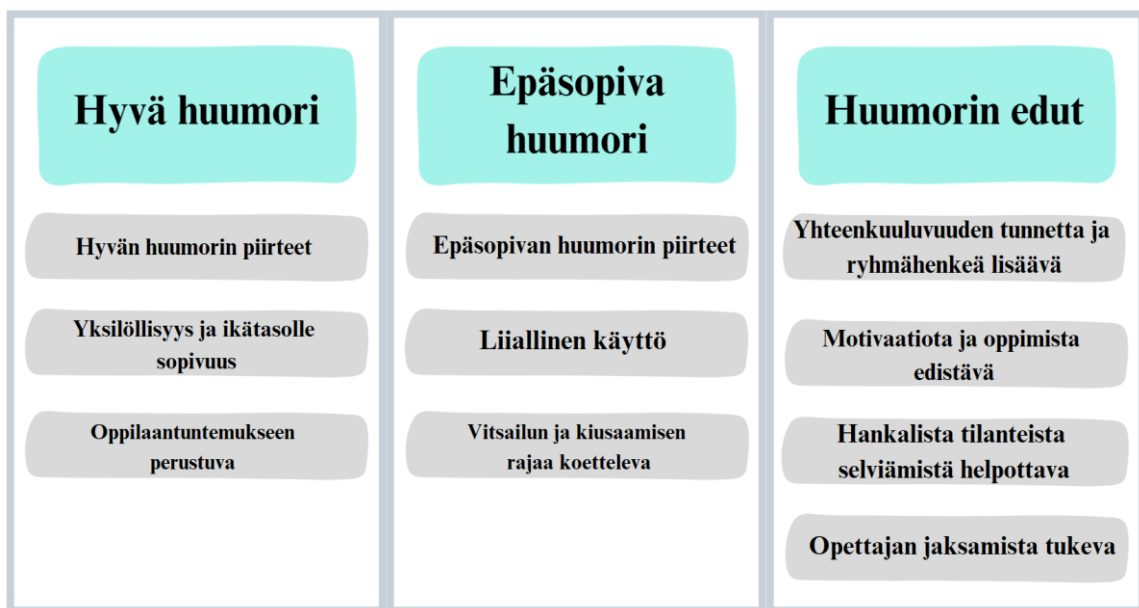 Hyvä huumori
Hyvän huumorin piirteet
Yksilöllisyys ja ikätasolle
sopivuus
Oppilaantuntemukseen
perustuva
Epäsopiva
huumori
Epäsopivan huumorin piirteet
Liiallinen käyttö
Vitsailun ja kiusaamisen
rajaa koetteleva
Huumorin edut
Yhteenkuuluvuuden tunnetta ja
ryhmähenkeä lisäävä
Motivaatiota ja oppimista
edistävä
Hankalista tilanteista
selviämistä helpottava
Opettajan jaksamista tukeva